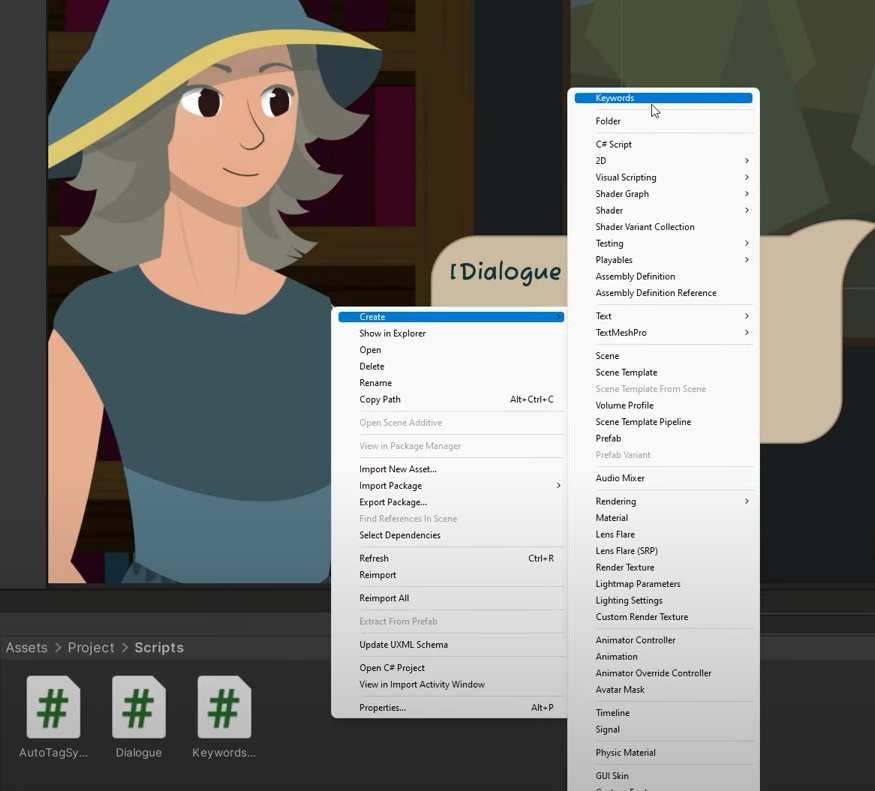 Keywords
Folder
C# Script
2D
Visual Scripting
Shader Graph
Shader
Shader Variant Collection
Testing
Playables
Assembly Definition
Assembly Definition Reference
Text
TextMeshPro
Scene
Scene Template
Scene Template From Scene
Volume Profile
Scene Template Pipeline
Prefab
Prefab Variant
Audio Mixer
Rendering
Material
Lens Flare
Lens Flare (SRP)
Render Texture
Lightmap Parameters
Lighting Settings
Custom Render Texture
Animator Controller
Animation
Animator Override Controller
Avatar Mask
Timeline
Signal
Physic Material
GUI Skin
[Dialogue
Create
Show in Explorer
Open
Delete
Rename
Copy Path Alt+Ctrl+C
Open Scene Additive
View in Package Manager
Import New Asset...
Import Package
Export Package...
Find References In Scene
Select Dependencies
Refresh Ctrl+R
Reimport
Reimport All
Extract From Prefab
Update UXML Schema
Open C# Project
View in Import Activity Window
Properties... Alt+P
Assets > Project > Scripts
# # #
AutoTagSy... Dialogue Keywords...